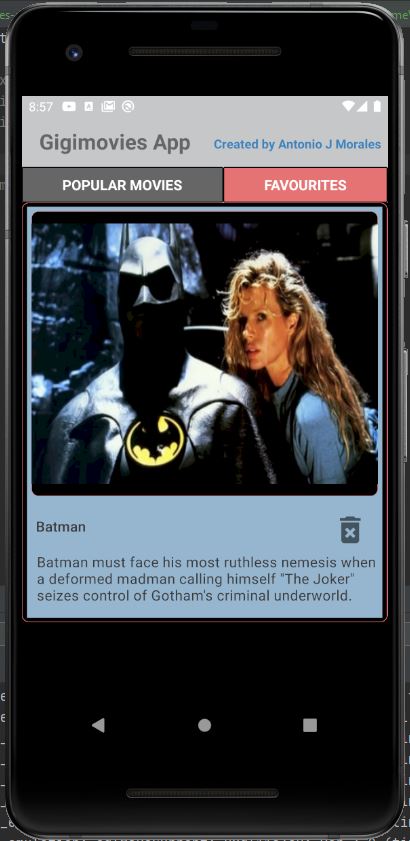 8:57
Gigimovies App
Created by Antonio J Morales
POPULAR MOVIES
FAVOURITES
Batman
Batman must face his most ruthless nemesis when
a deformed madman calling himself "The Joker"
seizes control of Gotham's criminal underworld.